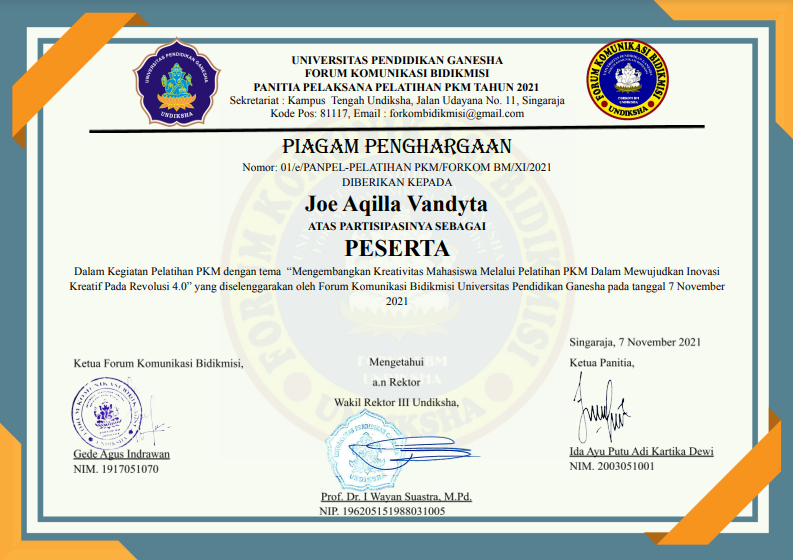 UNIVERSITAS PENDIDIKAN GANESHA
FORUM KOMUNIKASI BIDIKMISI
PANITIA PELAKSANA PELATIHAN PKM TAHUN 2021
Sekretariat : Kampus Tengah Undiksha, Jalan Udayana No. 11, Singaraja
Kode Pos: 81117, Email : forkombidikmisi@gmail.com
UNIVERSITAS PENDIDIKAN GANESHA
UNDIKSHA
FORUM KOMUNIKASI BIDIKMISI
UNIVERSITAS PENDIDIKAN GANESHA
FORKOM BM
UNDIKSHA
UNDIKSHA
PIAGAM PENGHARGAAN
Nomor: 01/e/PANPEL-PELATIHAN PKM/FORKOM BM/XI/2021
DIBERIKAN KEPADA
Joe Aqilla Vandyta
ATAS PARTISIPASINYA SEBAGAI
PESERTA
Dalam Kegiatan Pelatihan PKM dengan tema “Mengembangkan Kreativitas Mahasiswa Melalui Pelatihan PKM Dalam Mewujudkan Inovasi
Kreatif Pada Revolusi 4.0” yang diselenggarakan oleh Forum Komunikasi Bidikmisi Universitas Pendidikan Ganesha pada tanggal 7 November
2021
Singaraja, 7 November 2021
Ketua Forum Komunikasi Bidikmisi,
Mengetahui
a.n Rektor
Wakil Rektor III Undiksha,
Ketua Panitia,
Gede Agus Indrawan
NIM. 1917051070
Prof. Dr. I Wayan Suastra, M.Pd.
NIP. 196205151988031005
Ida Ayu Putu Adi Kartika Dewi
NIM. 2003051001